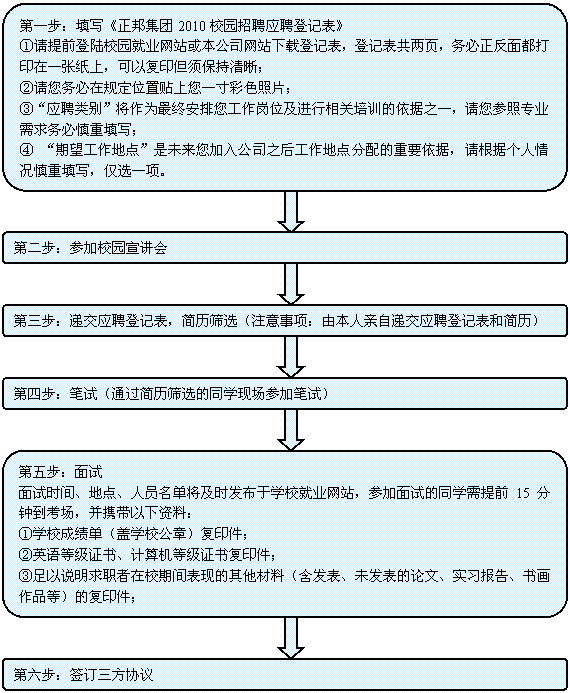 第一步：填写《正邦集团 2010 校园招聘应聘登记表》
①请提前登陆校园就业网站或本公司网站下载登记表，登记表共两页，务必正反面都打
印在一张纸上，可以复印但须保持清晰；
②请您务必在规定位置贴上您一寸彩色照片；
③“应聘类别”将作为最终安排您工作岗位及进行相关培训的依据之一，请您参照专业
需求务必慎重填写；
④ “期望工作地点”是未来您加入公司之后工作地点分配的重要依据，请根据个人情
况慎重填写，仅选一项。
第二步：参加校园宣讲会
第三步：递交应聘登记表，简历筛选（注意事项：由本人亲自递交应聘登记表和简历）
第四步：笔试（通过简历筛选的同学现场参加笔试）
第五步：面试
面试时间、地点、人员名单将及时发布于学校就业网站，参加面试的同学需提前 15 分
钟到考场，并携带以下资料：
①学校成绩单（盖学校公章）复印件；
②英语等级证书、计算机等级证书复印件；
③足以说明求职者在校期间表现的其他材料（含发表、未发表的论文、实习报告、书画
作品等）的复印件；
第六步：签订三方协议